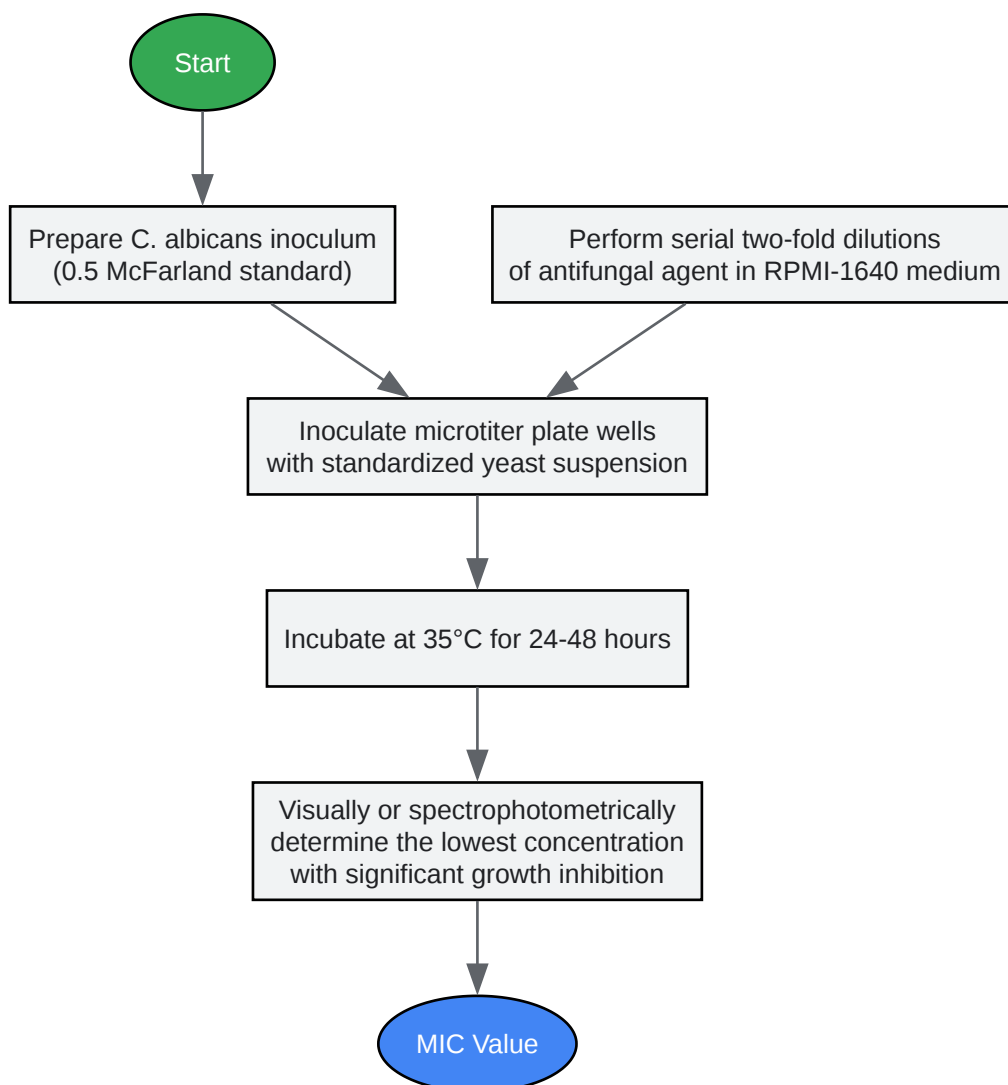 Start
Prepare C. albicans inoculum
(0.5 McFarland standard)
Perform serial two-fold dilutions
of antifungal agent in RPMI-1640 medium
Inoculate microtiter plate wells
with standardized yeast suspension
Incubate at 35°C for 24-48 hours
Visually or spectrophotometrically
determine the lowest concentration
with significant growth inhibition
MIC Value